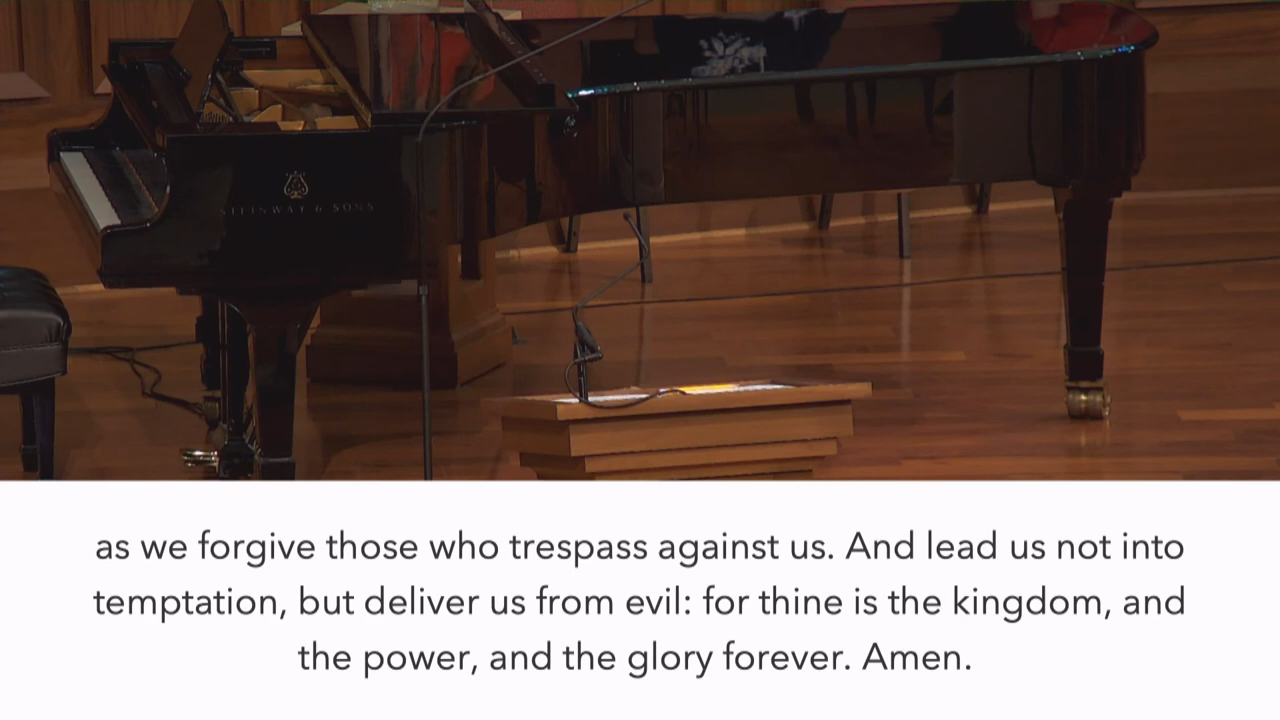 STEINWAY & SONS
as we forgive those who trespass against us. And lead us not into
temptation, but deliver us from evil: for thine is the kingdom, and
the power, and the glory forever. Amen.